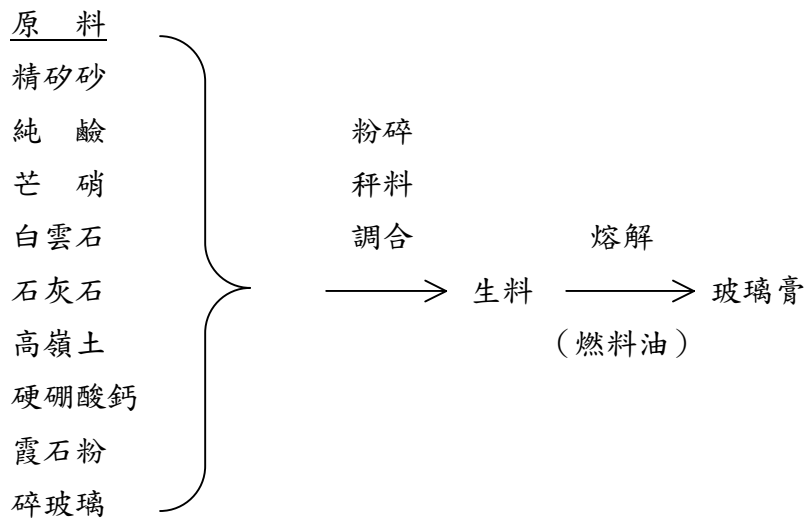 原　料
精矽砂
純　鹼
芒　硝
白雲石
石灰石
高嶺土
硬硼酸鈣
霞石粉
碎玻璃
粉碎
秤料
調合
生料
熔解
（燃料油）
玻璃膏